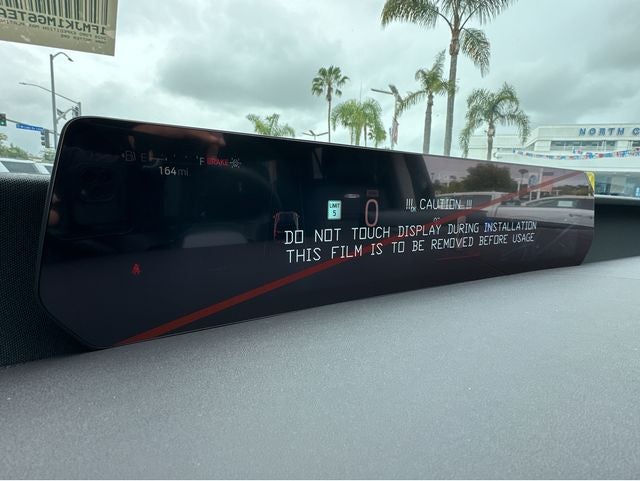 1FMJK1M61TEA
E F BRAKE
164 mi
LIMIT
5
0
!!! CAUTION !!!
DO NOT TOUCH DISPLAY DURING INSTALLATION
THIS FILM IS TO BE REMOVED BEFORE USAGE
NORTH C